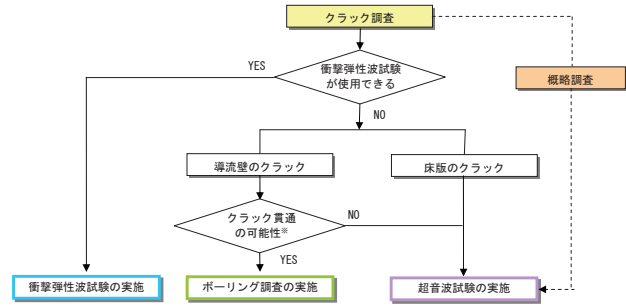 クラック調査
YES
衝撃弾性波試験
が使用できる
概略調査
NO
導流壁のクラック
床版のクラック
クラック貫通
の可能性※
NO
YES
衝撃弾性波試験の実施
ボーリング調査の実施
超音波試験の実施